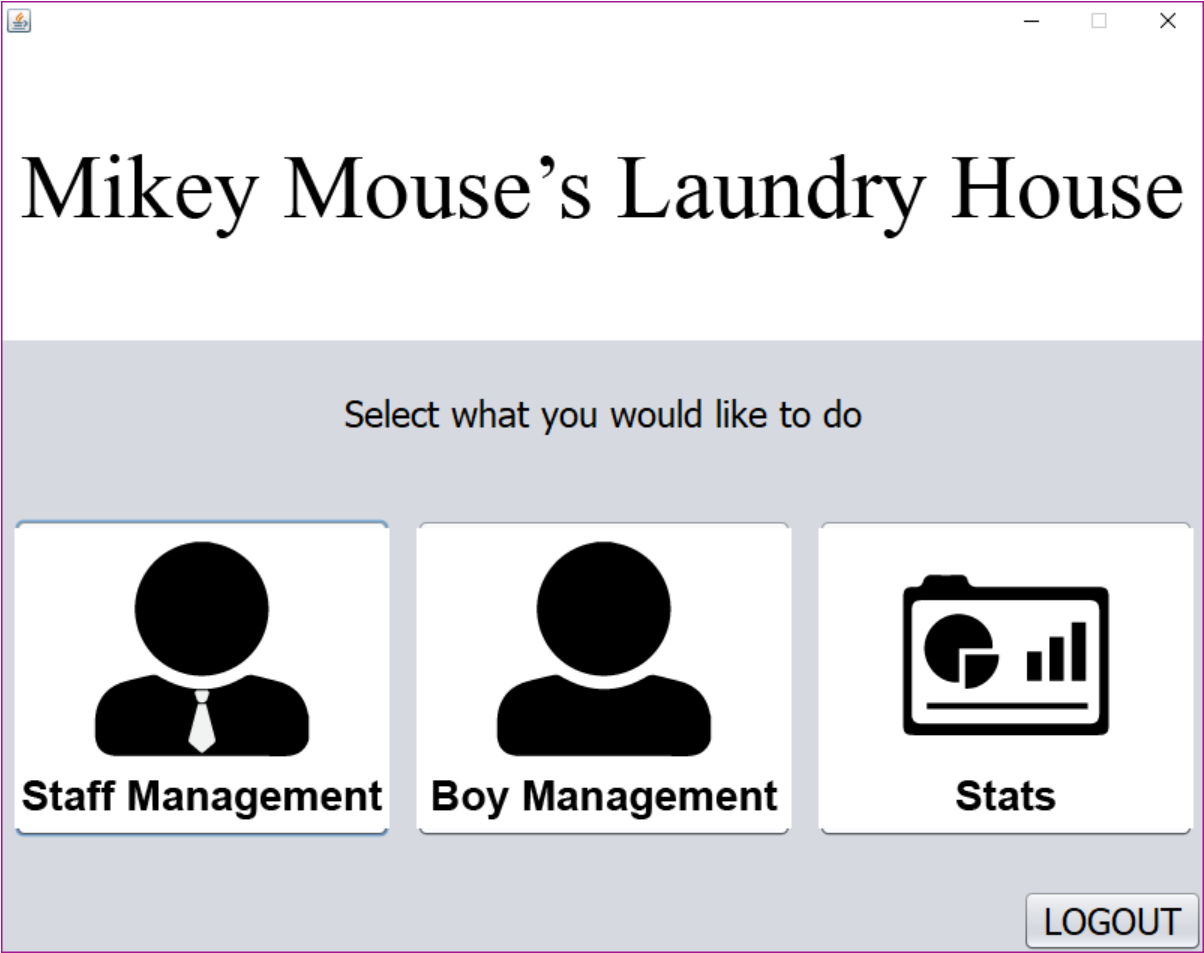 Mikey Mouse’s Laundry House
Select what you would like to do
Staff Management
Boy Management
Stats
LOGOUT